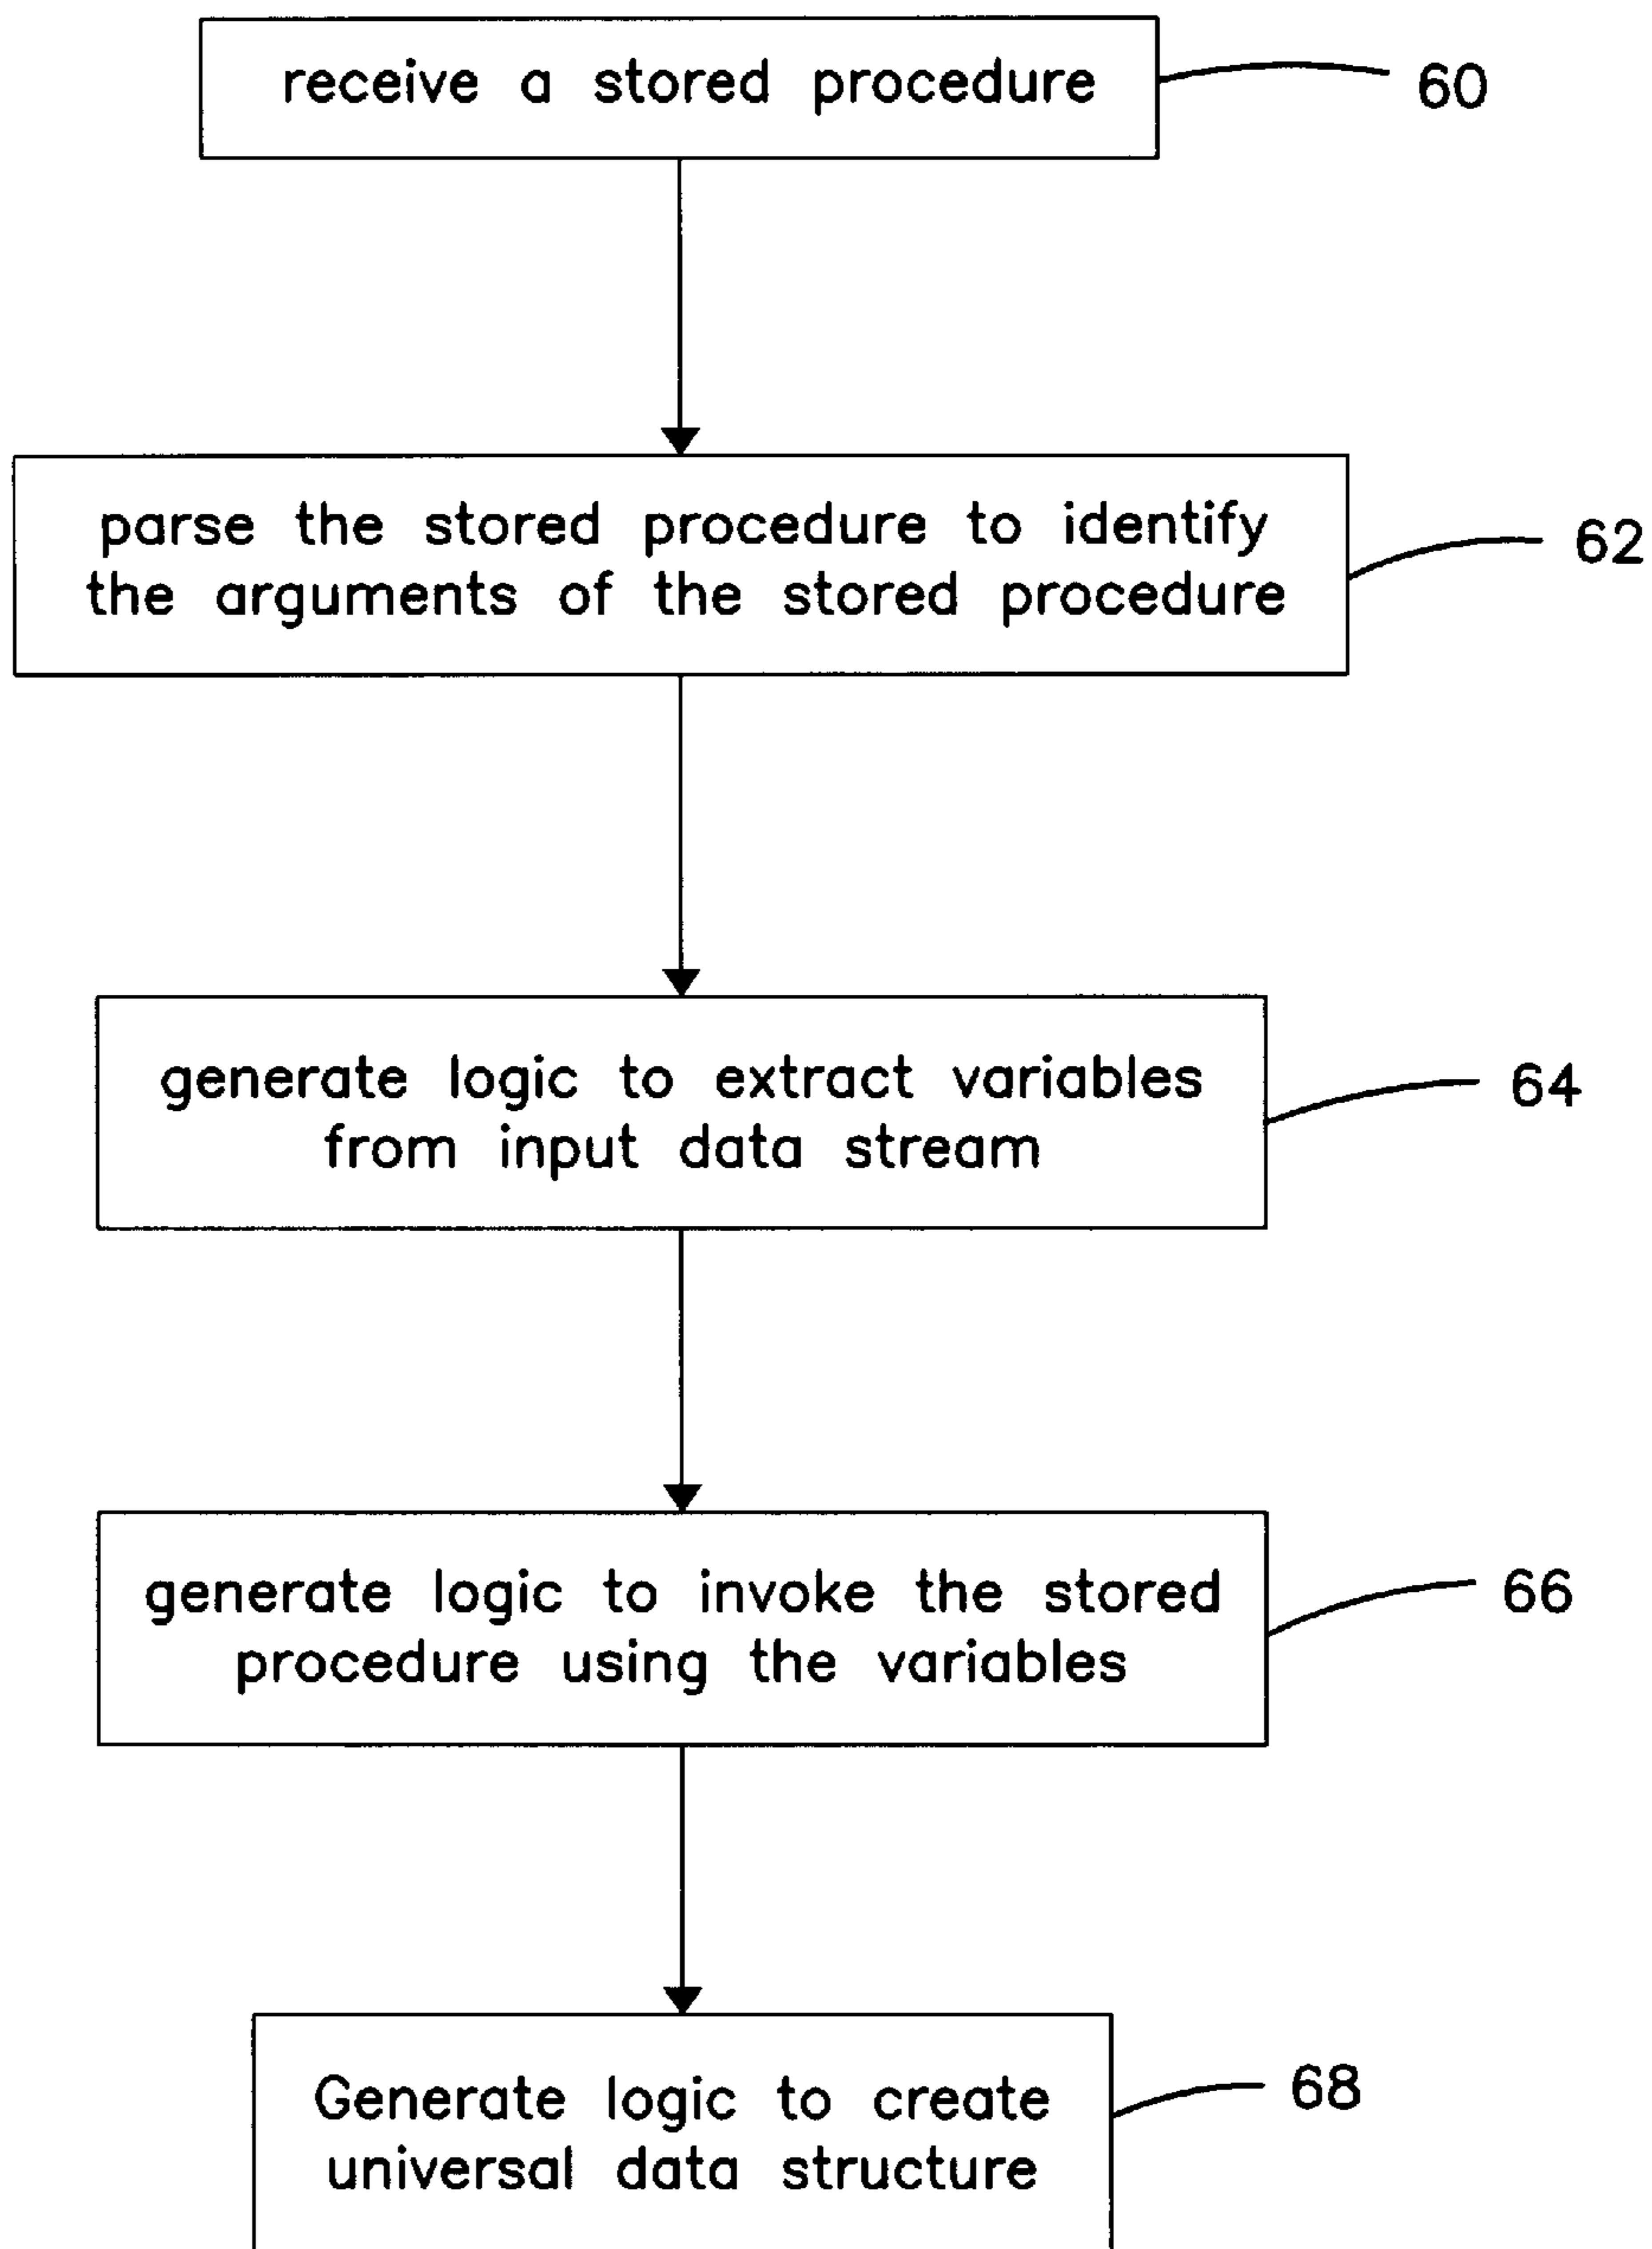 receive a stored procedure
60
parse the stored procedure to identify
the arguments of the stored procedure
62
generate logic to extract variables
from input data stream
64
generate logic to invoke the stored
procedure using the variables
66
Generate logic to create
universal data structure
68